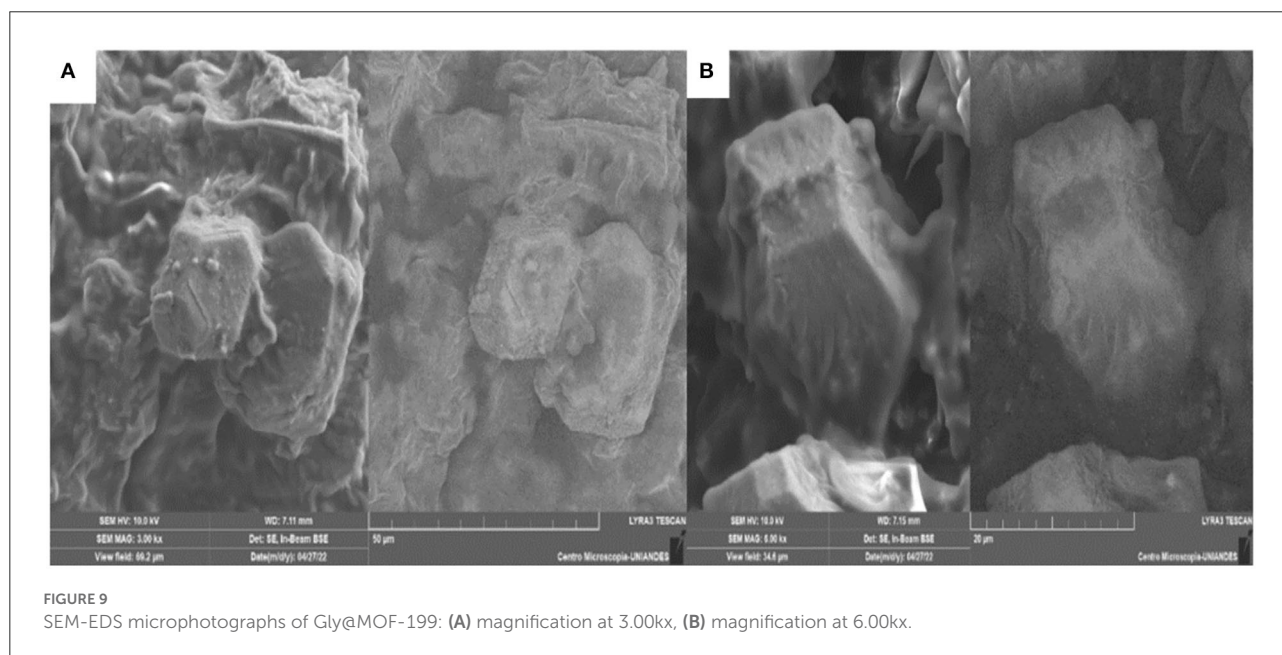 A
B
SEM HV: 10.0 kV
WD: 7.11 mm
LYRA3 TESCAN
SEM MAG: 3.00 kx
Det: SE, In-Beam BSE
50 µm
View field: 69.2 µm
Date(m/d/y): 04/27/22
Centro Microscopia-UNIANDES
SEM HV: 10.0 kV
WD: 7.15 mm
LYRA3 TESCAN
SEM MAG: 6.00 kx
Det: SE, In-Beam BSE
20 µm
View field: 34.6 µm
Date(m/d/y): 04/27/22
Centro Microscopia-UNIANDES
FIGURE 9
SEM-EDS microphotographs of Gly@MOF-199: (A) magnification at 3.00kx, (B) magnification at 6.00kx.